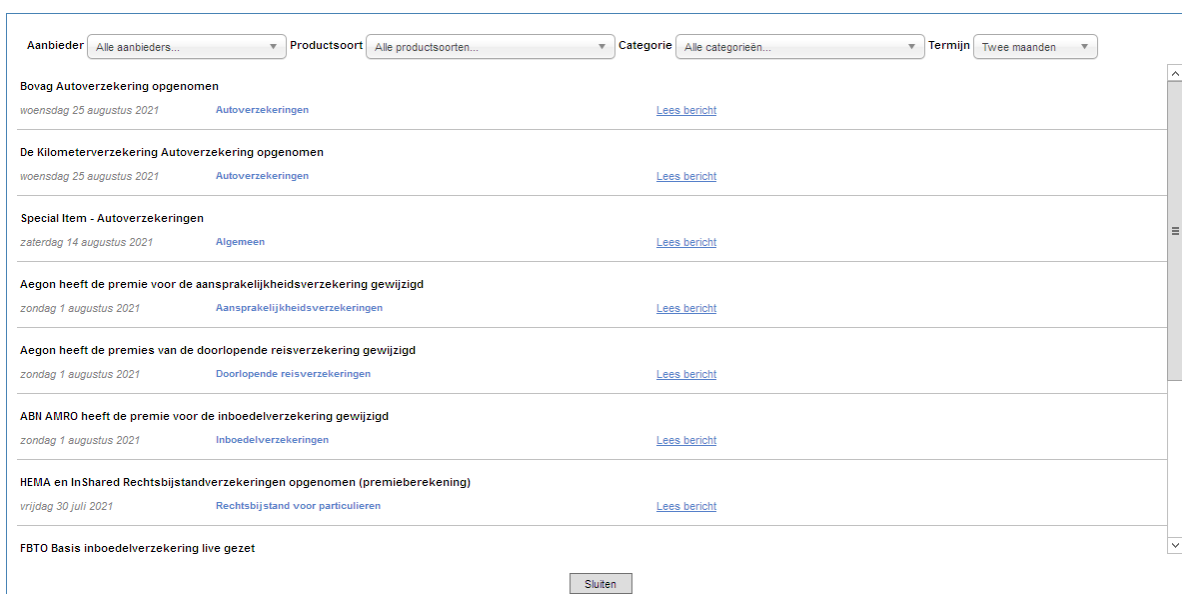 Aanbieder Alle aanbieders... Productsoort Alle productsoorten... Categorie Alle categorieën... Termijn Twee maanden
Bovag Autoverzekering opgenomen
woensdag 25 augustus 2021 Autoverzekeringen Lees bericht
De Kilometerverzekering Autoverzekering opgenomen
woensdag 25 augustus 2021 Autoverzekeringen Lees bericht
Special Item - Autoverzekeringen
zaterdag 14 augustus 2021 Algemeen Lees bericht
Aegon heeft de premie voor de aansprakelijkheidsverzekering gewijzigd
zondag 1 augustus 2021 Aansprakelijkheidsverzekeringen Lees bericht
Aegon heeft de premies van de doorlopende reisverzekering gewijzigd
zondag 1 augustus 2021 Doorlopende reisverzekeringen Lees bericht
ABN AMRO heeft de premie voor de inboedelverzekering gewijzigd
zondag 1 augustus 2021 Inboedelverzekeringen Lees bericht
HEMA en InShared Rechtsbijstandverzekeringen opgenomen (premieberekening)
vrijdag 30 juli 2021 Rechtsbijstand voor particulieren Lees bericht
FBTO Basis inboedelverzekering live gezet
Sluiten